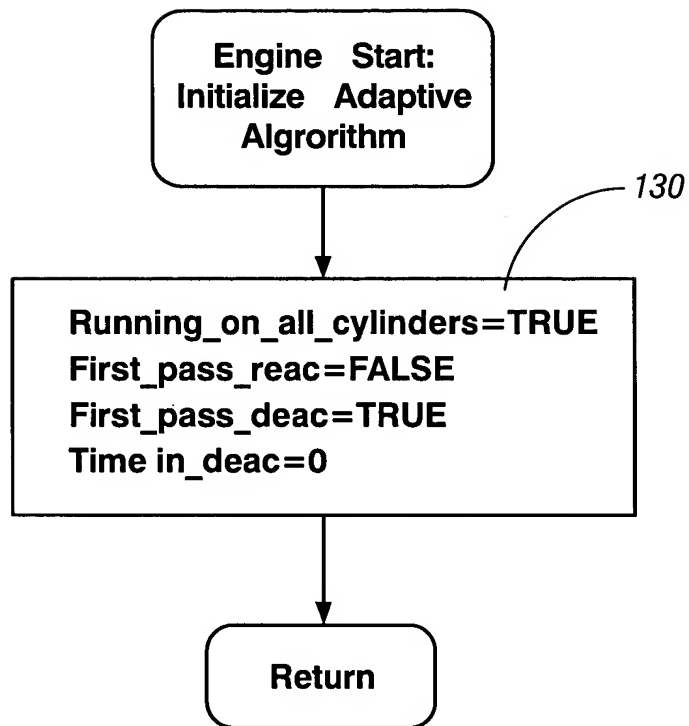 Engine Start:
Initialize Adaptive
Algrorithm
130
Running_on_all_cylinders=TRUE
First_pass_reac=FALSE
First_pass_deac=TRUE
Time in_deac=0
Return